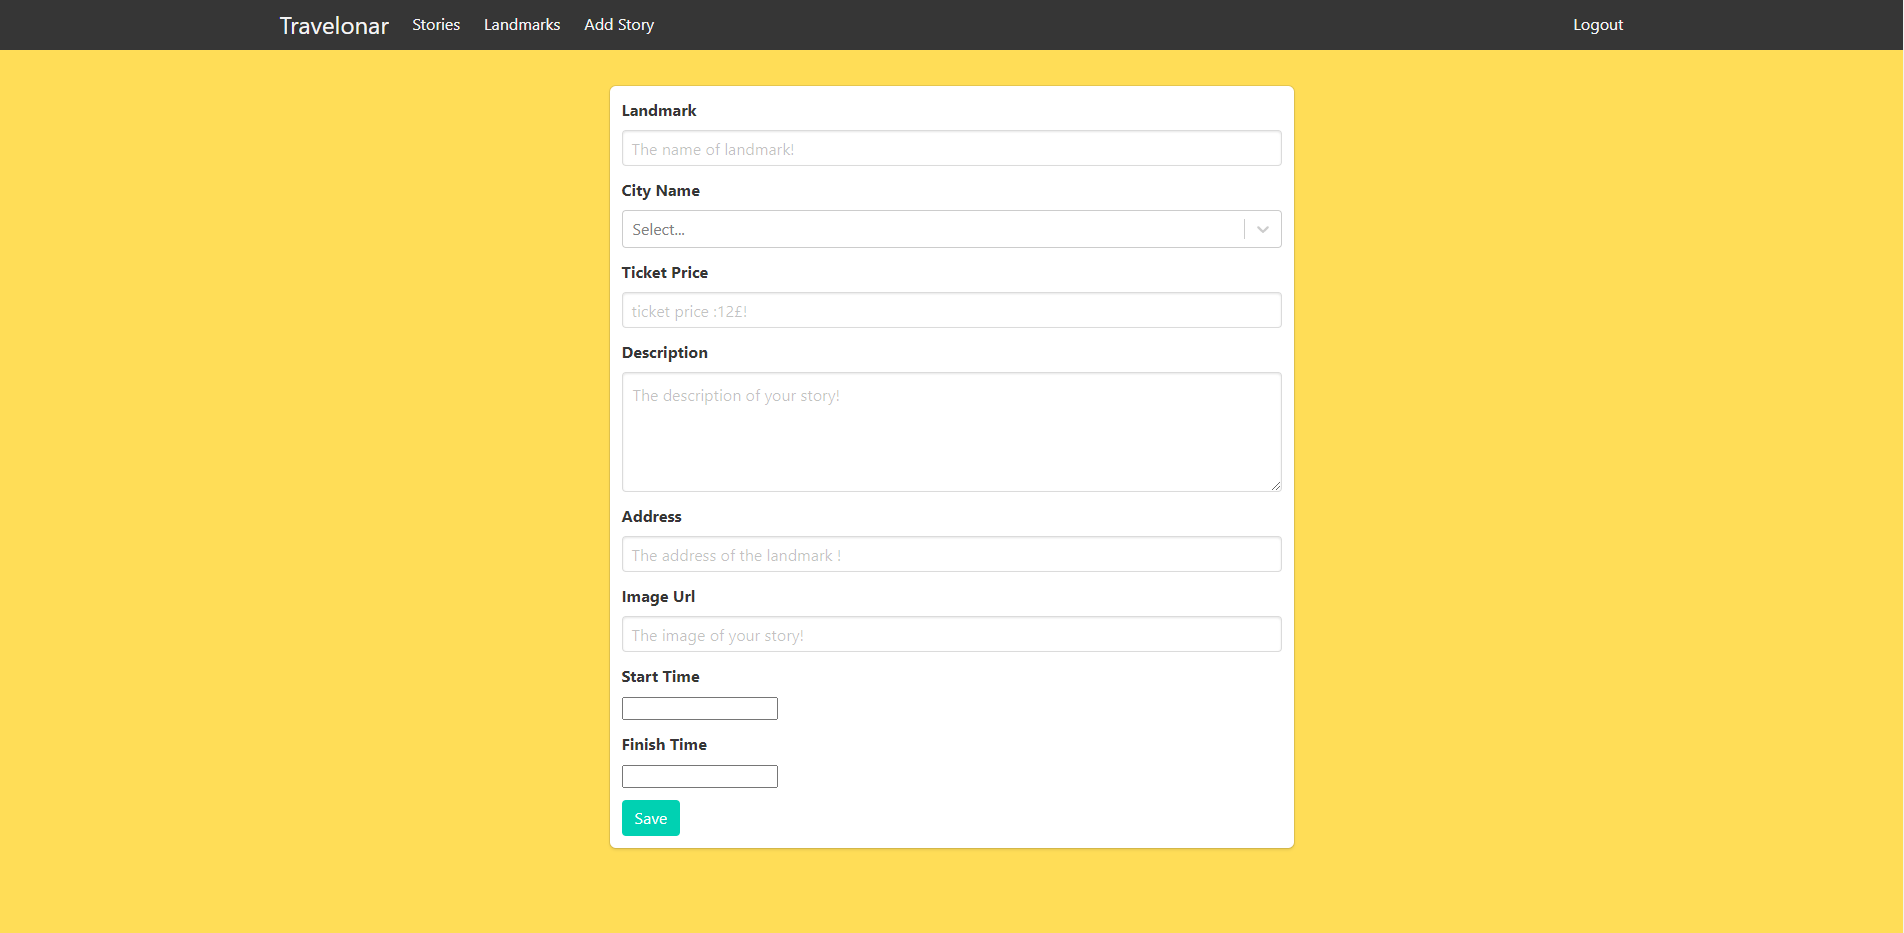 Travelonar Stories Landmarks Add Story Logout
Landmark
The name of landmark!
City Name
Select...
Ticket Price
ticket price :12£!
Description
The description of your story!
Address
The address of the landmark !
Image Url
The image of your story!
Start Time
Finish Time
Save